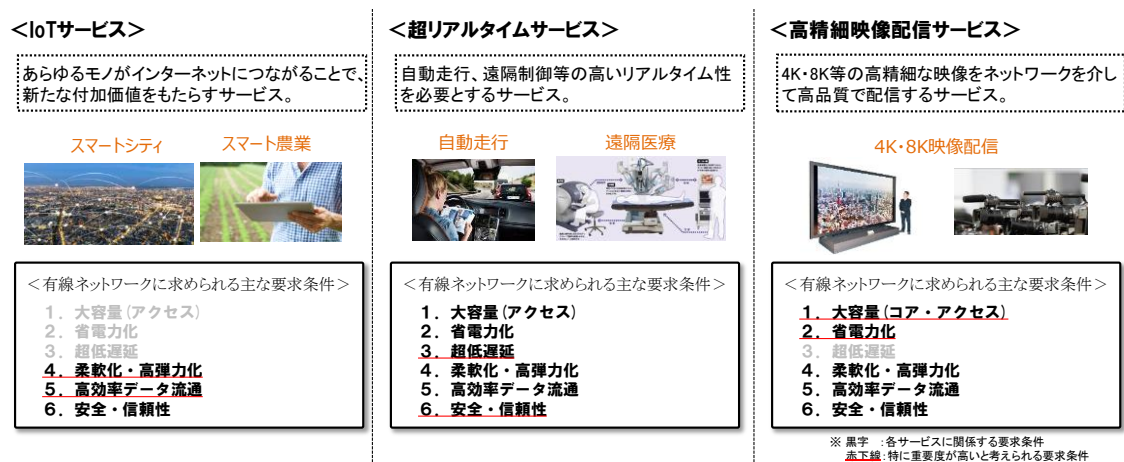 ＜IoTサービス＞
あらゆるモノがインターネットにつながることで、
新たな付加価値をもたらすサービス。
スマートシティ
スマート農業
＜有線ネットワークに求められる主な要求条件＞
１．大容量(アクセス)
２．省電力化
３．超低遅延
４．柔軟化・高弾力化
５．高効率データ流通
６．安全・信頼性
＜超リアルタイムサービス＞
自動走行、遠隔制御等の高いリアルタイム性
を必要とするサービス。
自動走行
遠隔医療
＜有線ネットワークに求められる主な要求条件＞
１．大容量(アクセス)
２．省電力化
３．超低遅延
４．柔軟化・高弾力化
５．高効率データ流通
６．安全・信頼性
＜高精細映像配信サービス＞
4K・8K等の高精細な映像をネットワークを介し
て高品質で配信するサービス。
4K・8K映像配信
＜有線ネットワークに求められる主な要求条件＞
１．大容量(コア・アクセス)
２．省電力化
３．超低遅延
４．柔軟化・高弾力化
５．高効率データ流通
６．安全・信頼性
※ 黒字 ：各サービスに関係する要求条件
赤下線：特に重要度が高いと考えられる要求条件